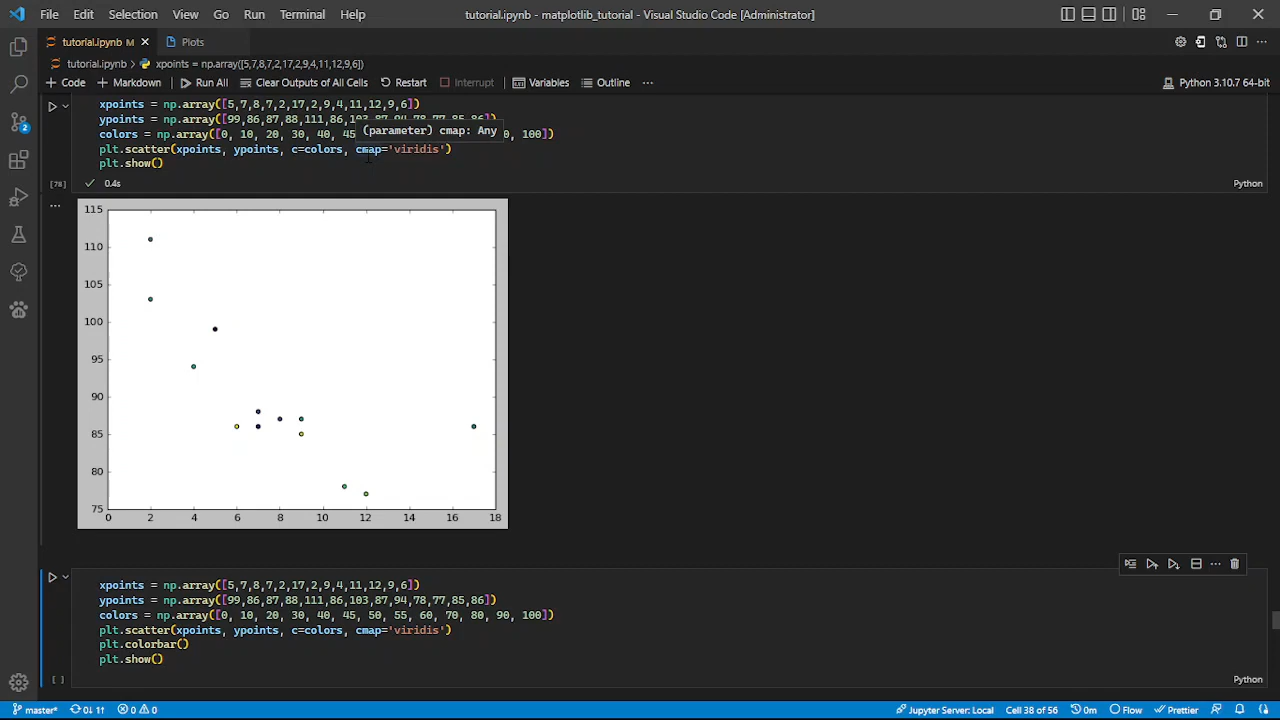 File Edit Selection View Go Run Terminal Help tutorial.ipynb - matplotlib_tutorial - Visual Studio Code [Administrator]
tutorial.ipynb M Plots
tutorial.ipynb > xpoints = np.array([5,7,8,7,2,17,2,9,4,11,12,9,6])
+ Code + Markdown Run All Clear Outputs of All Cells Restart Interrupt Variables Outline ... Python 3.10.7 64-bit
xpoints = np.array([5,7,8,7,2,17,2,9,4,11,12,9,6])
ypoints = np.array([99,86,87,88,111,86,103,87,94,78,77,85,86])
(parameter) cmap: Any
colors = np.array([0, 10, 20, 30, 40, 45 0, 100])
plt.scatter(xpoints, ypoints, c=colors, cmap='viridis')
plt.show()
[78] 0.4s Python
115
110
105
100
95
90
85
80
75
0 2 4 6 8 10 12 14 16 18
xpoints = np.array([5,7,8,7,2,17,2,9,4,11,12,9,6])
ypoints = np.array([99,86,87,88,111,86,103,87,94,78,77,85,86])
colors = np.array([0, 10, 20, 30, 40, 45, 50, 55, 60, 70, 80, 90, 100])
plt.scatter(xpoints, ypoints, c=colors, cmap='viridis')
plt.colorbar()
plt.show()
[ ] Python
2
master* 0↓ 1↑ 0 0 Jupyter Server: Local Cell 38 of 56 0m Flow Prettier